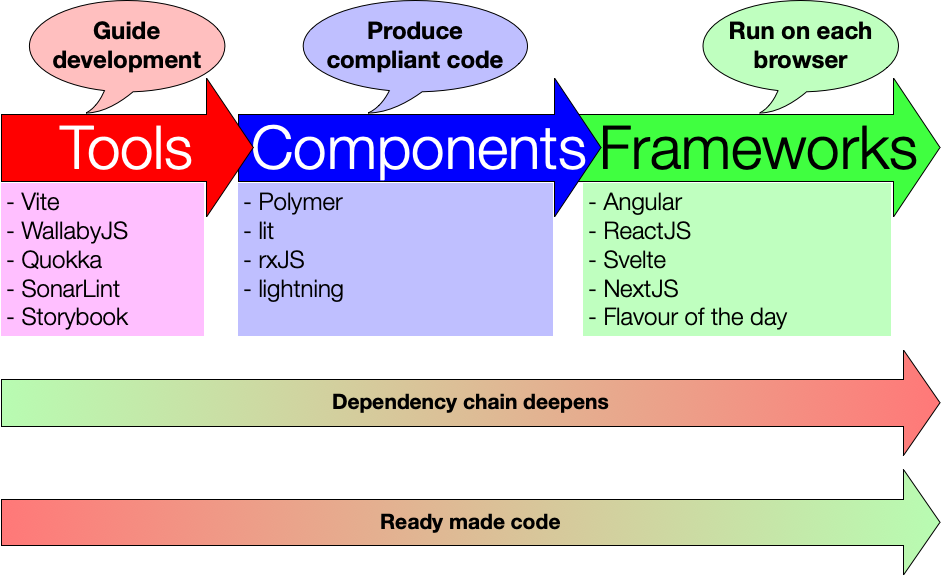 Guide
development
Produce
compliant code
Run on each
browser
Tools
Components
Frameworks
- Vite
- WallabyJS
- Quokka
- SonarLint
- Storybook
- Polymer
- lit
- rxJS
- lightning
- Angular
- ReactJS
- Svelte
- NextJS
- Flavour of the day
Dependency chain deepens
Ready made code